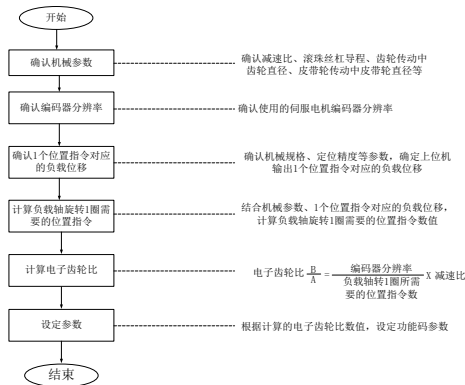 开始
确认机械参数
确认减速比、滚珠丝杠导程、齿轮传动中
齿轮直径、皮带轮传动中皮带轮直径等
确认编码器分辨率
确认使用的伺服电机编码器分辨率
确认1个位置指令对应
的负载位移
确认机械规格、定位精度等参数，确定上位机
输出1个位置指令对应的负载位移
计算负载轴旋转1圈需
要的位置指令
结合机械参数、1个位置指令对应的负载位移，
计算负载轴旋转1圈需要的位置指令数值
计算电子齿轮比
电子齿轮比 B/A = 编码器分辨率
负载轴转1圈所需
要的位置指令数
X 减速比
设定参数
根据计算的电子齿轮比数值，设定功能码参数
结束